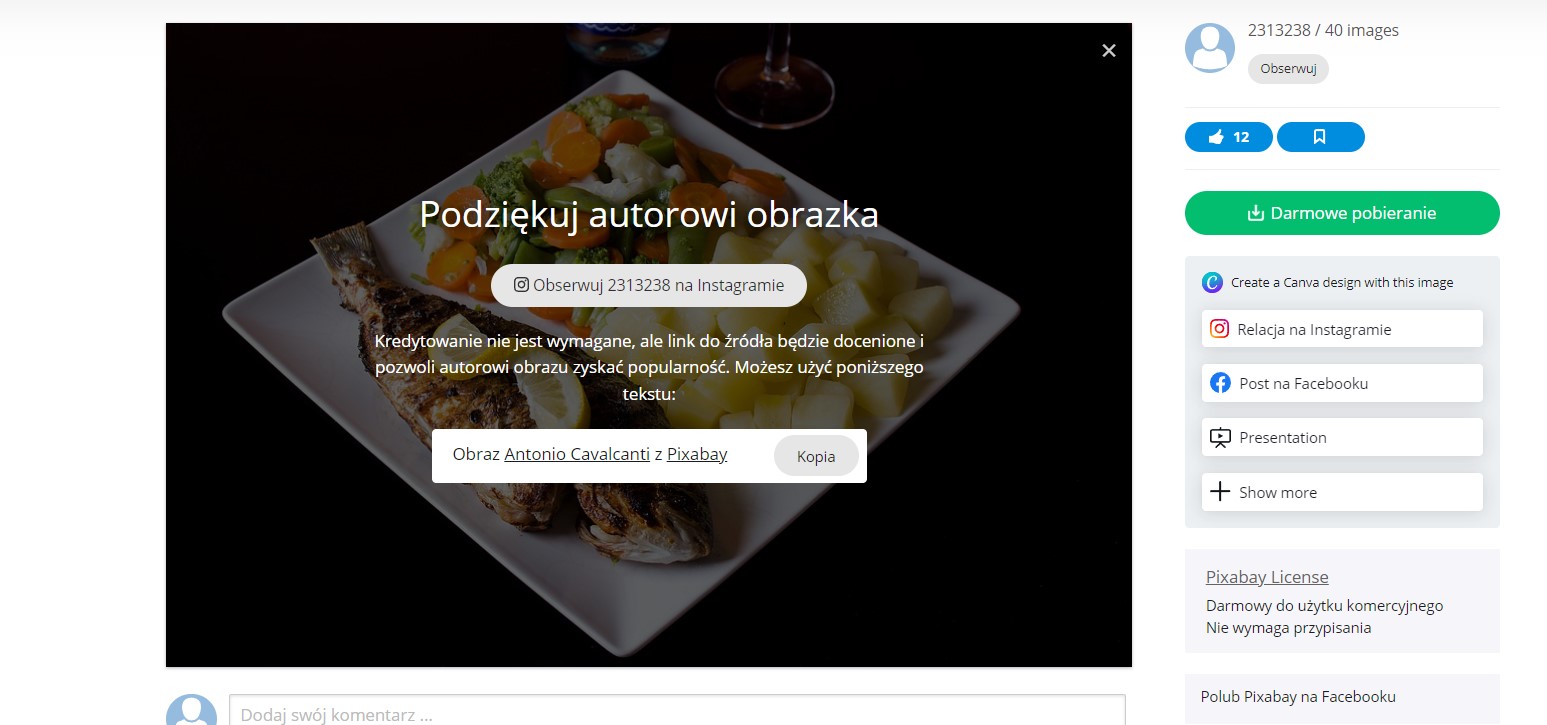 2313238 / 40 images
Obserwuj
12
Darmowe pobieranie
Podziękuj autorowi obrazka
Obserwuj 2313238 na Instagramie
Kredytowanie nie jest wymagane, ale link do źródła będzie docenione i
pozwoli autorowi obrazu zyskać popularność. Możesz użyć poniższego
tekstu:
Obraz Antonio Cavalcanti z Pixabay
Kopia
Create a Canva design with this image
Relacja na Instagramie
Post na Facebooku
Presentation
Show more
Pixabay License
Darmowy do użytku komercyjnego
Nie wymaga przypisania
Polub Pixabay na Facebooku
Dodaj swój komentarz ...